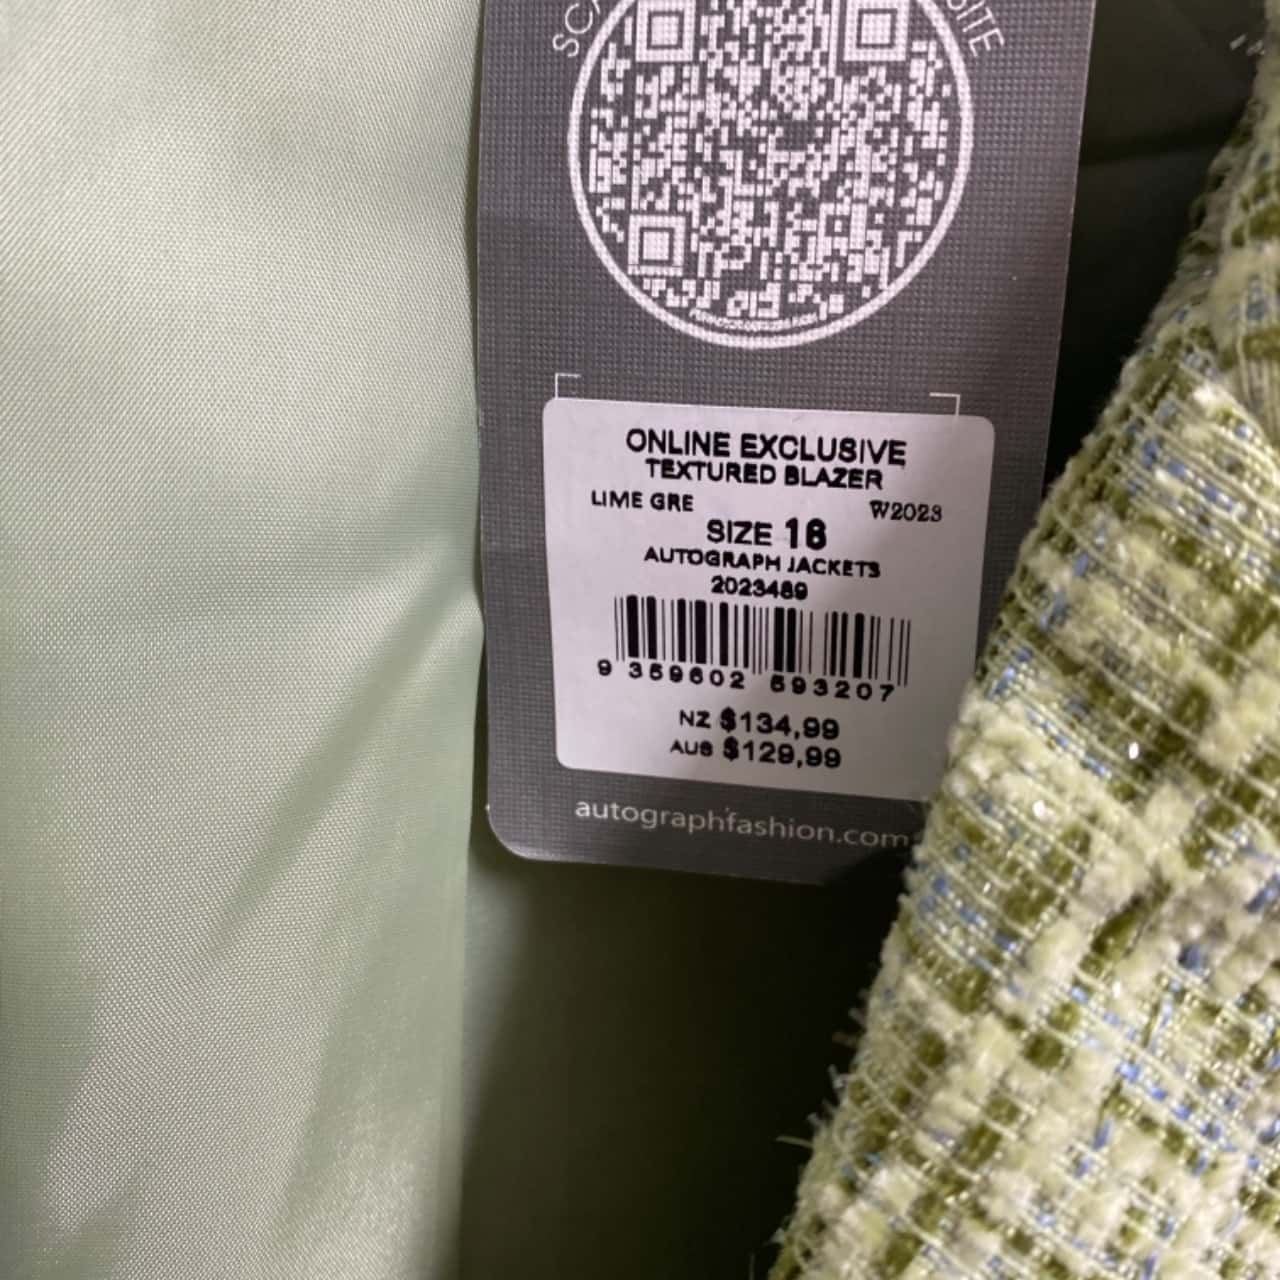 SITE
ONLINE EXCLUSIVE
TEXTURED BLAZER
LIME GRE W2023
SIZE 16
AUTOGRAPH JACKETS
2023489
9 359602 593207
NZ $134,99
AUS $129,99
autographfashion.com